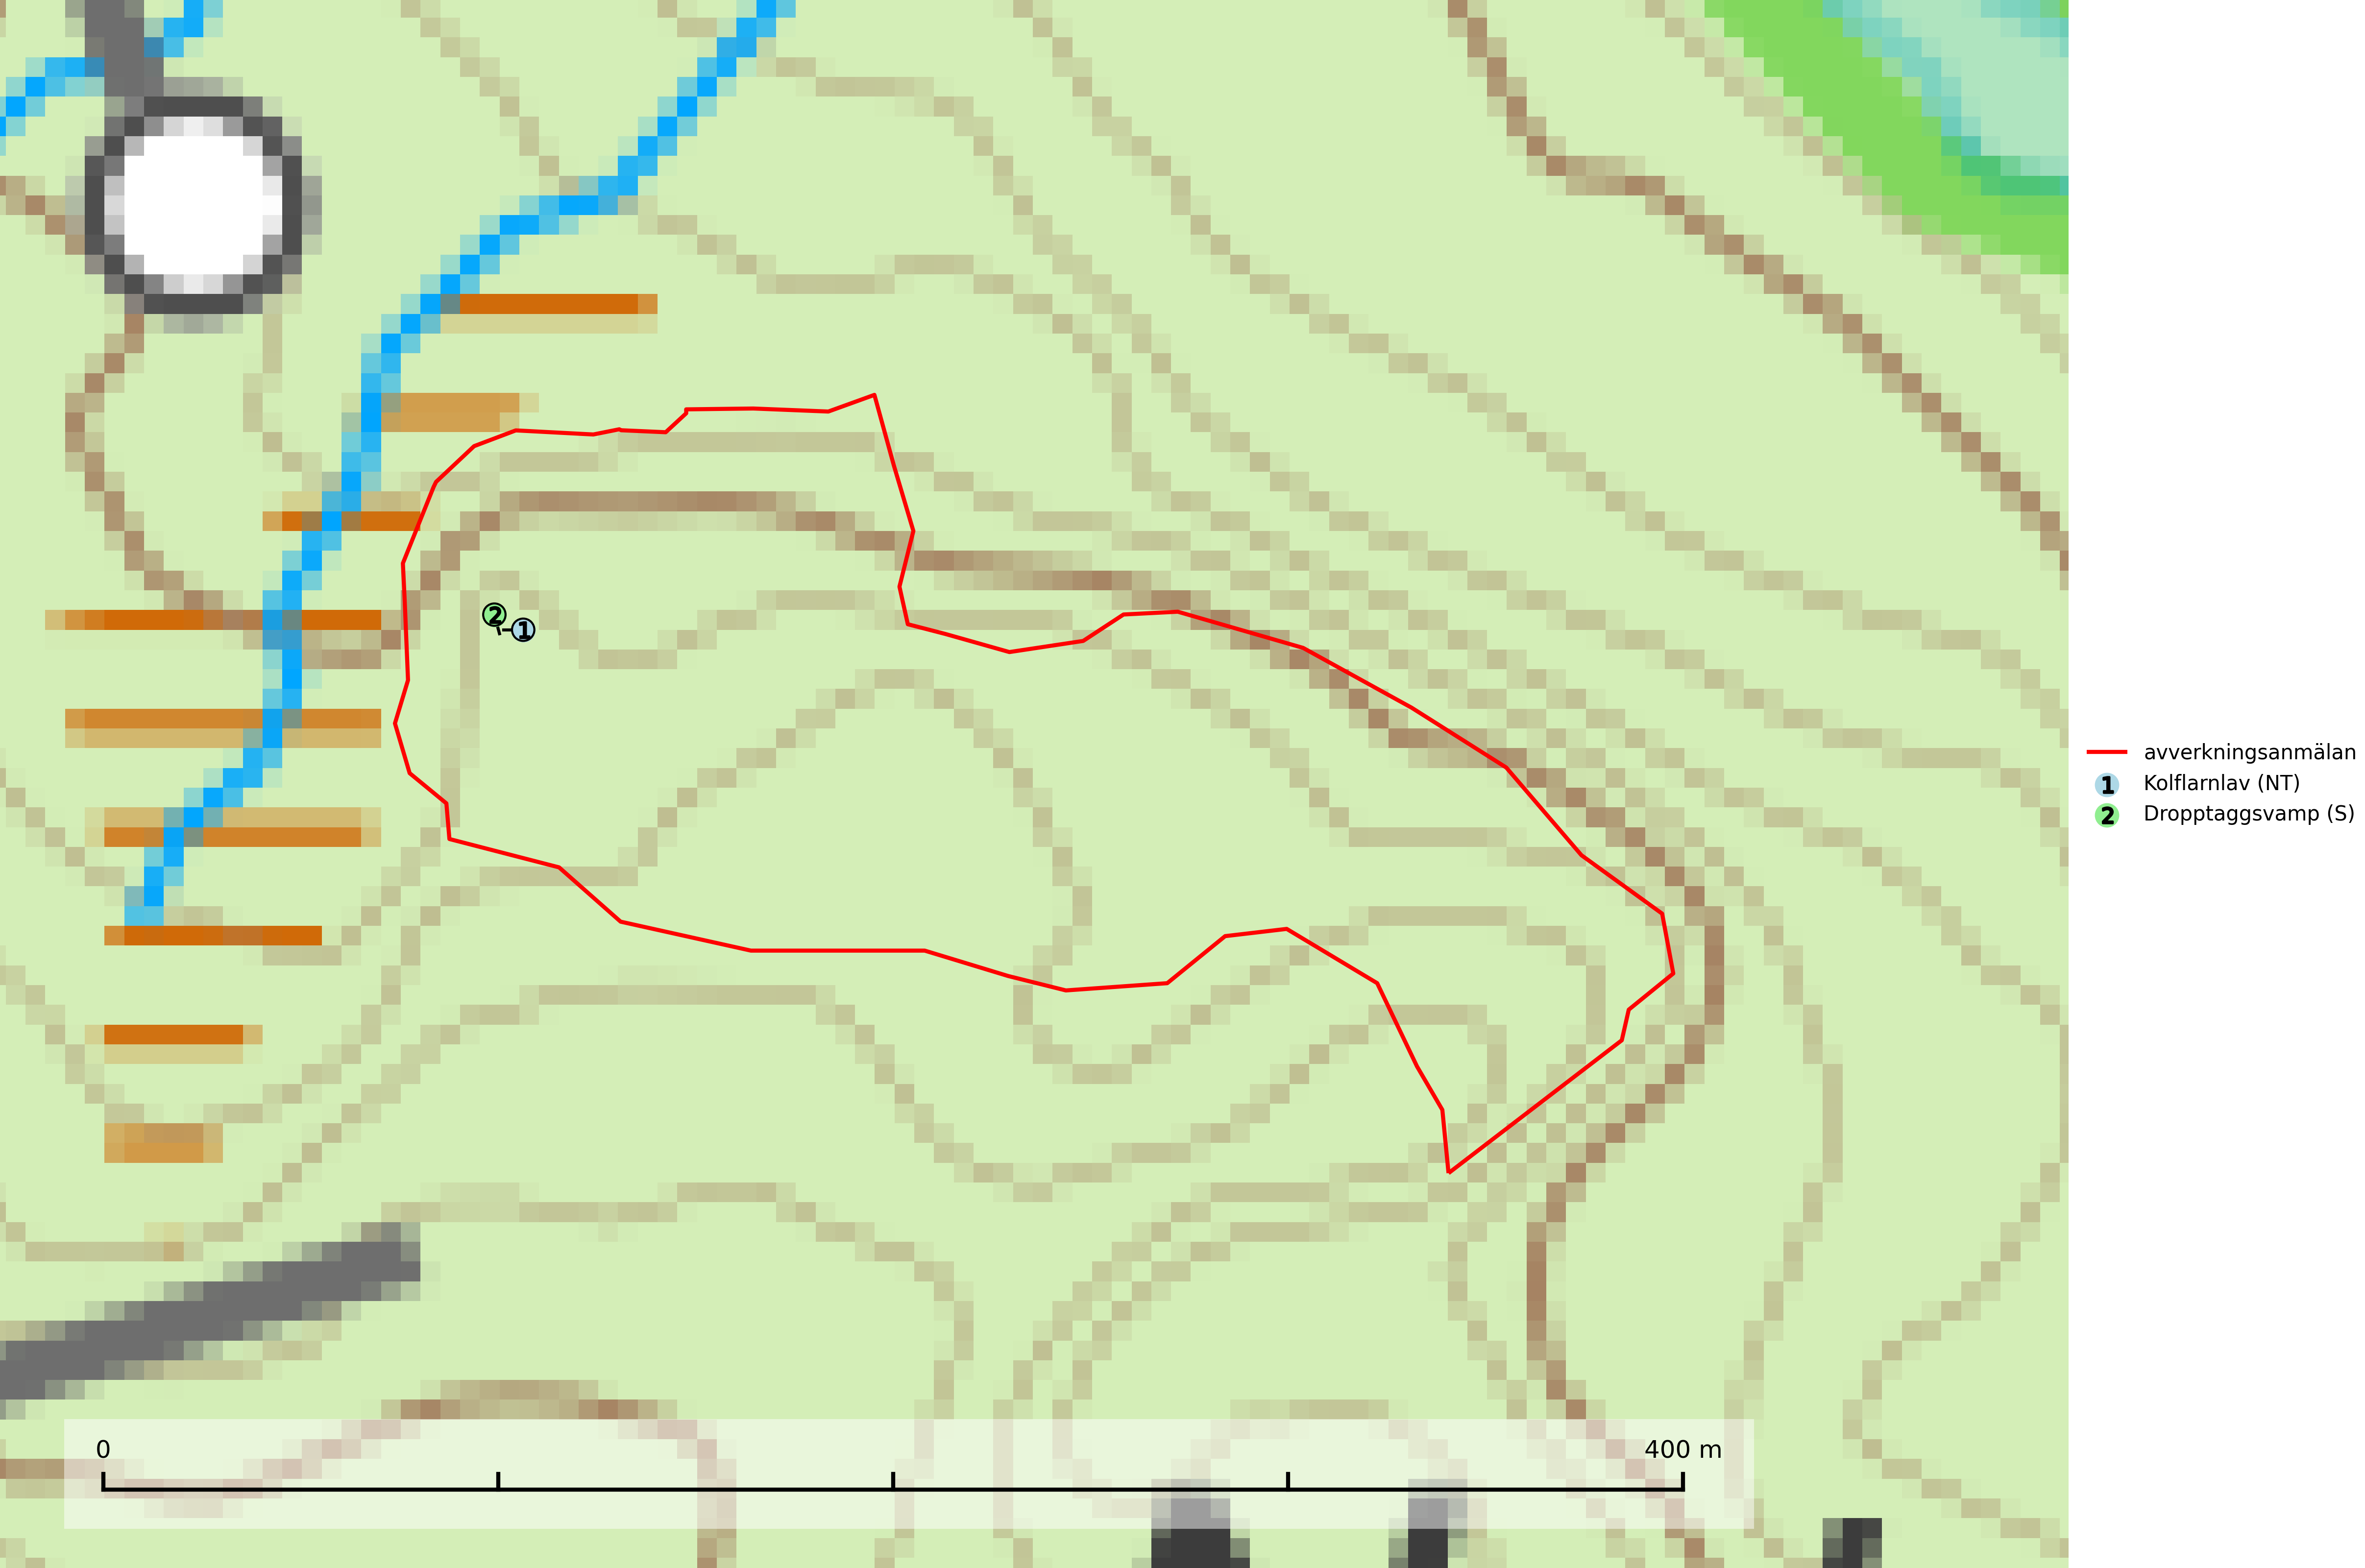 2
1
avverkningsanmälan
1 Kolflarnlav (NT)
2 Dropptaggsvamp (S)
0 400 m